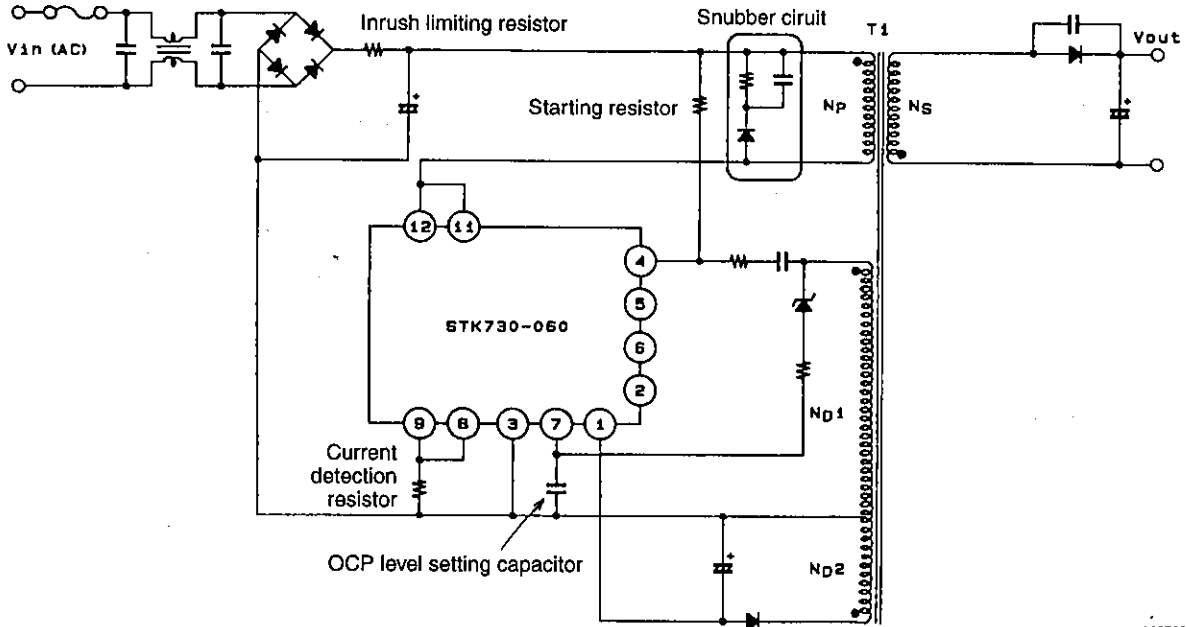 Inrush limiting resistor
Snubber ciruit
T1
Vin (AC)
Vout
+
+
Starting resistor
NP
NS
12
11
4
5
STK730-060
6
2
ND1
9
8
3
7
1
Current
detection
resistor
OCP level setting capacitor
+
ND2